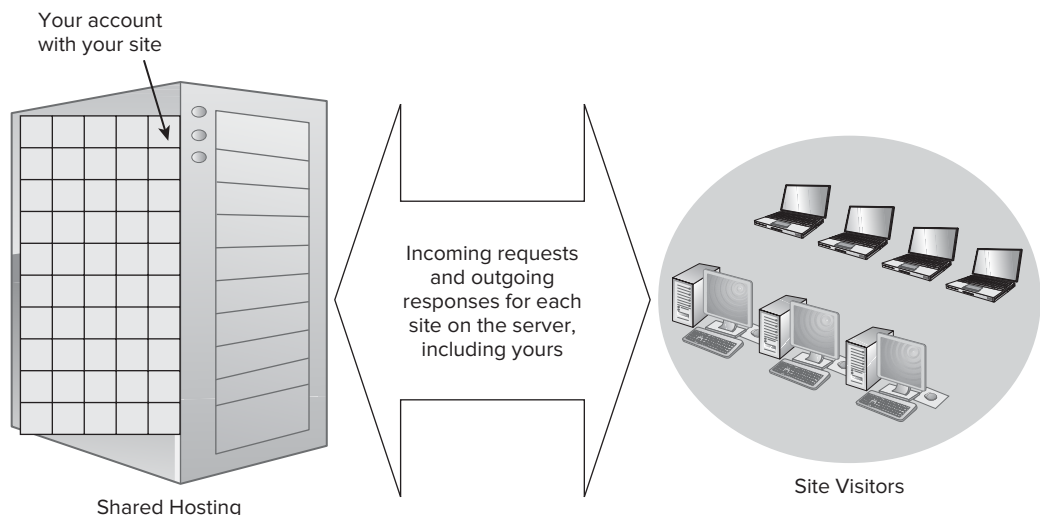 Your account
with your site
Incoming requests
and outgoing
responses for each
site on the server,
including yours
Shared Hosting
Site Visitors